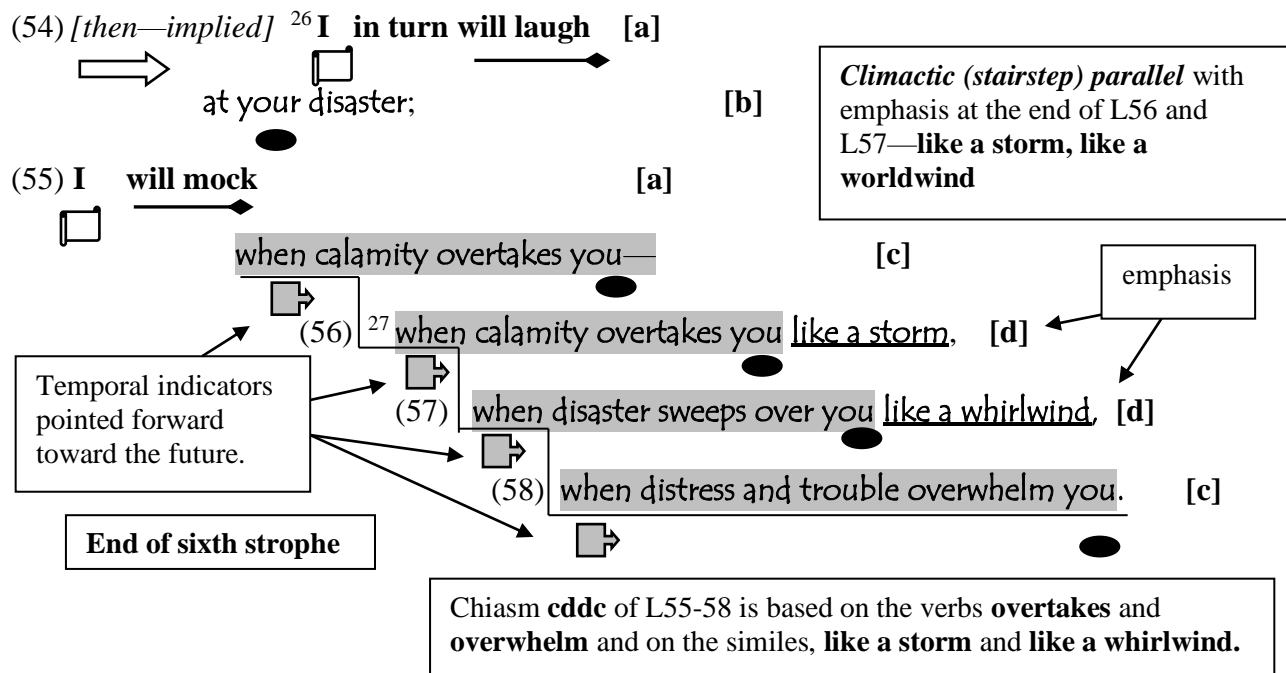 (54) [then—implied] 26 I in turn will laugh [a]
at your disaster; [b]
Climactic (stairstep) parallel with
emphasis at the end of L56 and
L57—like a storm, like a
worldwind
(55) I will mock [a]
when calamity overtakes you— [c]
emphasis
(56) 27 when calamity overtakes you like a storm, [d]
Temporal indicators
pointed forward
toward the future.
(57) when disaster sweeps over you like a whirlwind, [d]
(58) when distress and trouble overwhelm you. [c]
End of sixth strophe
Chiasm cddc of L55-58 is based on the verbs overtakes and
overwhelm and on the similes, like a storm and like a whirlwind.